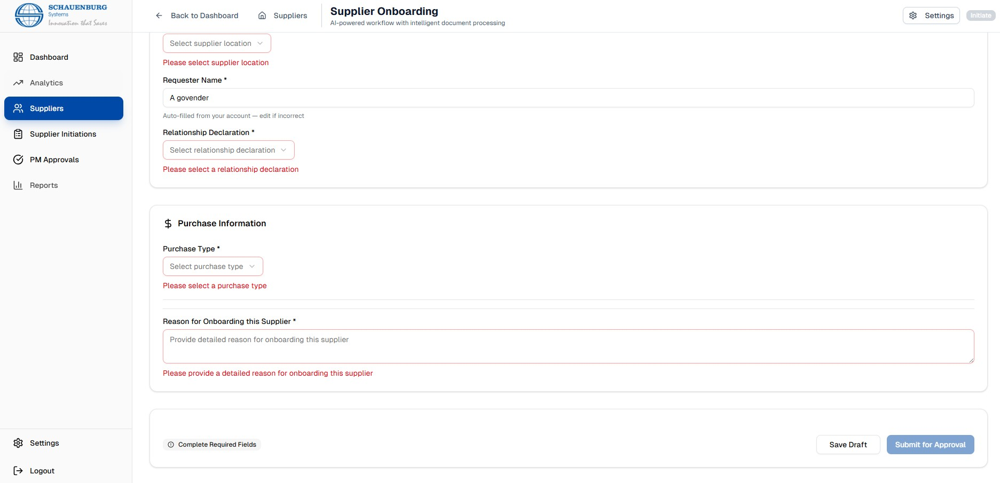 SCHAUENBURG
Systems
Innovation that Saves
Back to Dashboard
Suppliers
Supplier Onboarding
AI-powered workflow with intelligent document processing
Settings
Initiate
Dashboard
Analytics
Suppliers
Supplier Initiations
PM Approvals
Reports
Settings
Logout
Select supplier location
Please select supplier location
Requester Name *
A govender
Auto-filled from your account — edit if incorrect
Relationship Declaration *
Select relationship declaration
Please select a relationship declaration
Purchase Information
Purchase Type *
Select purchase type
Please select a purchase type
Reason for Onboarding this Supplier *
Provide detailed reason for onboarding this supplier
Please provide a detailed reason for onboarding this supplier
Complete Required Fields
Save Draft
Submit for Approval